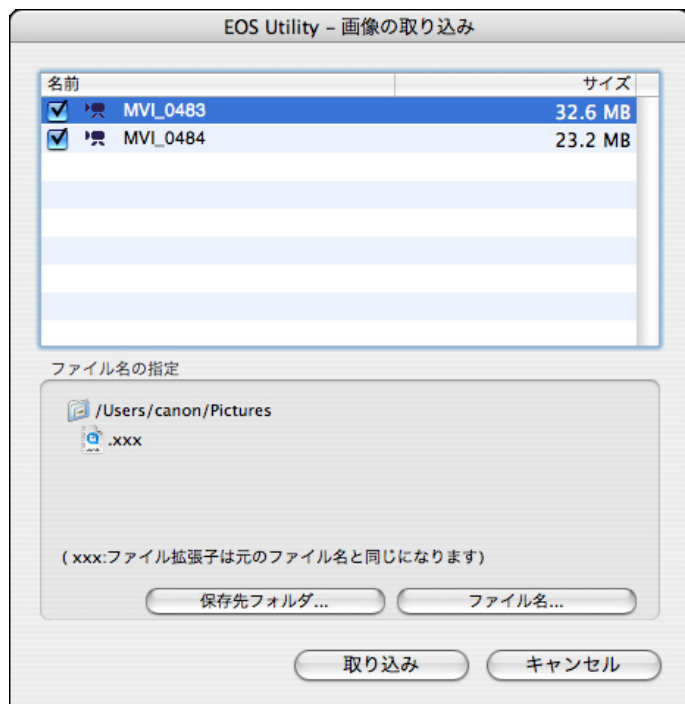 EOS Utility – 画像の取り込み
名前 サイズ
MVI_0483 32.6 MB
MVI_0484 23.2 MB
ファイル名の指定
/Users/canon/Pictures
.xxx
( xxx:ファイル拡張子は元のファイル名と同じになります)
保存先フォルダ... ファイル名...
取り込み キャンセル